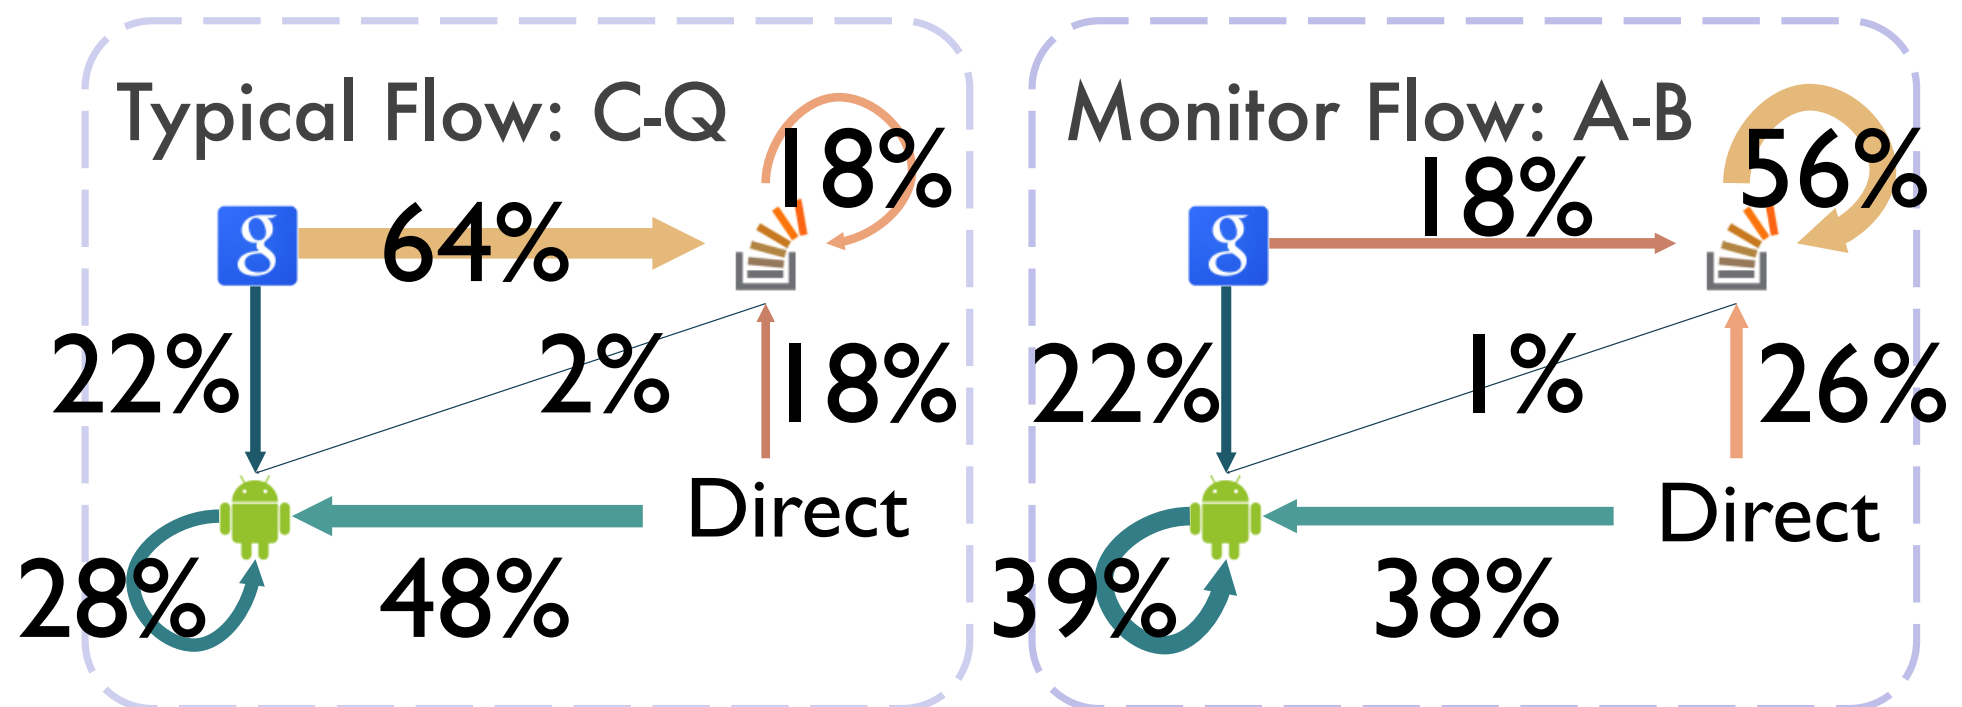 Typical Flow: C-Q
18%
64%
22%
2%
18%
Direct
28%
48%
Monitor Flow: A-B
56%
18%
g
22%
1%
26%
Direct
39%
38%
g